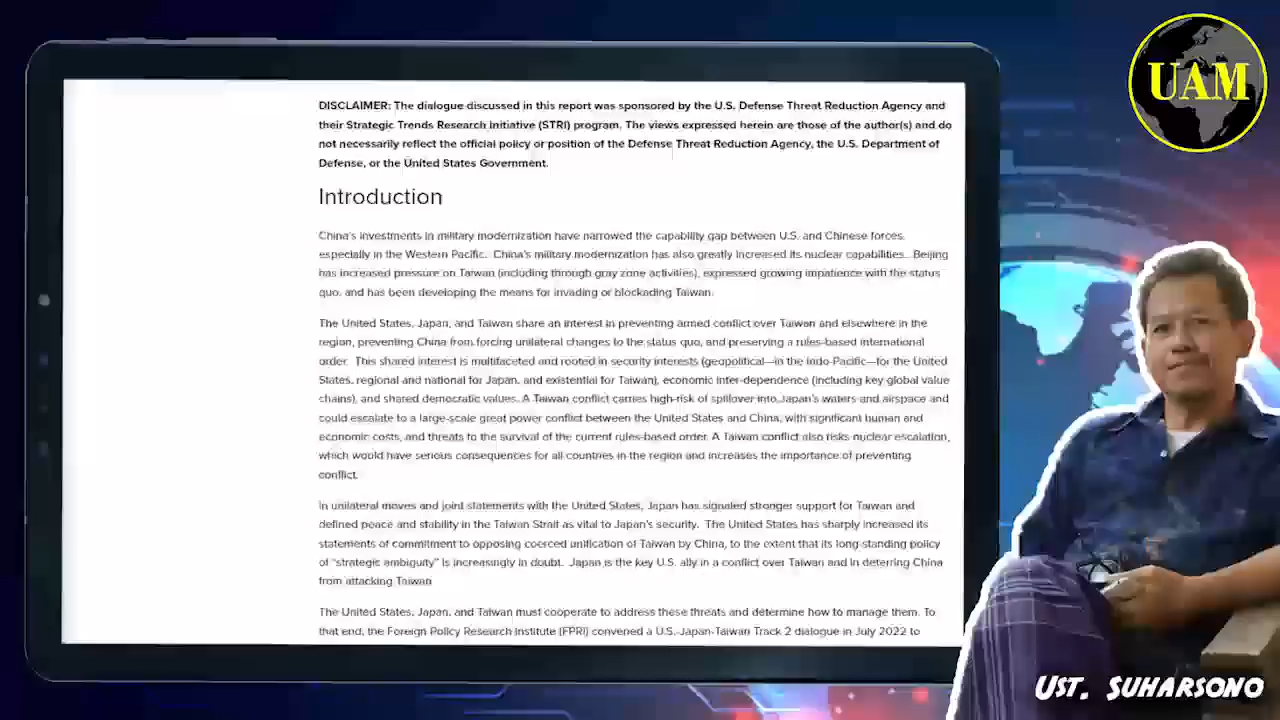 DISCLAIMER: The dialogue discussed in this report was sponsored by the U.S. Defense Threat Reduction Agency and
their Strategic Trends Research Initiative (STRI) program. The views expressed herein are those of the author(s) and do
not necessarily reflect the official policy or position of the Defense Threat Reduction Agency, the U.S. Department of
Defense, or the United States Government.
Introduction
China's investments in military modernization have narrowed the capability gap between U.S. and Chinese forces,
especially in the Western Pacific. China's military modernization has also greatly increased its nuclear capabilities. Beijing
has increased pressure on Taiwan (including through gray zone activities), expressed growing impatience with the status
quo, and has been developing the means for invading or blockading Taiwan.
The United States, Japan, and Taiwan share an interest in preventing armed conflict over Taiwan and elsewhere in the
region, preventing China from forcing unilateral changes to the status quo, and preserving a rules-based international
order. This shared interest is multifaceted and rooted in security interests (geopolitical—in the Indo-Pacific—for the United
States, regional and national for Japan, and existential for Taiwan), economic inter-dependence (including key global value
chains), and shared democratic values. A Taiwan conflict carries high-risk of spillover into Japan's waters and airspace and
could escalate to a large-scale great power conflict between the United States and China, with significant human and
economic costs, and threats to the survival of the current rules-based order. A Taiwan conflict also risks nuclear escalation,
which would have serious consequences for all countries in the region and increases the importance of preventing
conflict.
In unilateral moves and joint statements with the United States, Japan has signaled stronger support for Taiwan and
defined peace and stability in the Taiwan Strait as vital to Japan's security. The United States has sharply increased its
statements of commitment to opposing coerced unification of Taiwan by China, to the extent that its long-standing policy
of "strategic ambiguity" is increasingly in doubt. Japan is the key U.S. ally in a conflict over Taiwan and in deterring China
from attacking Taiwan
The United States, Japan, and Taiwan must cooperate to address these threats and determine how to manage them. To
that end, the Foreign Policy Research Institute (FPRI) convened a U.S.-Japan-Taiwan Track 2 dialogue in July 2022 to
UAM
UST. SUHARSONO